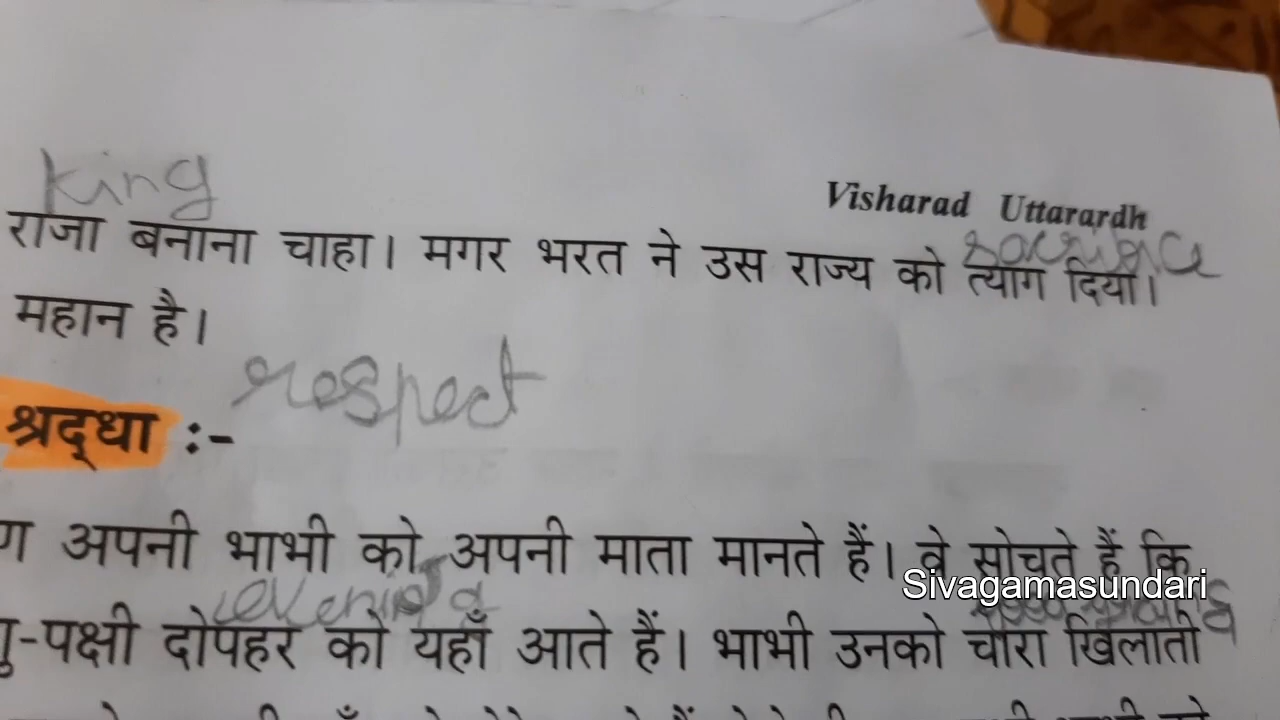 king
Visharad Uttarardh
राजा बनाना चाहा। मगर भरत ने उस राज्य को त्याग दिया।
महान है।
respect
श्रद्धा :-
अपनी भाभी को अपनी माता मानते हैं। वे सोचते हैं कि
Sivagamasundari
पक्षी दोपहर को यहाँ आते हैं। भाभी उनको चारा खिलाती